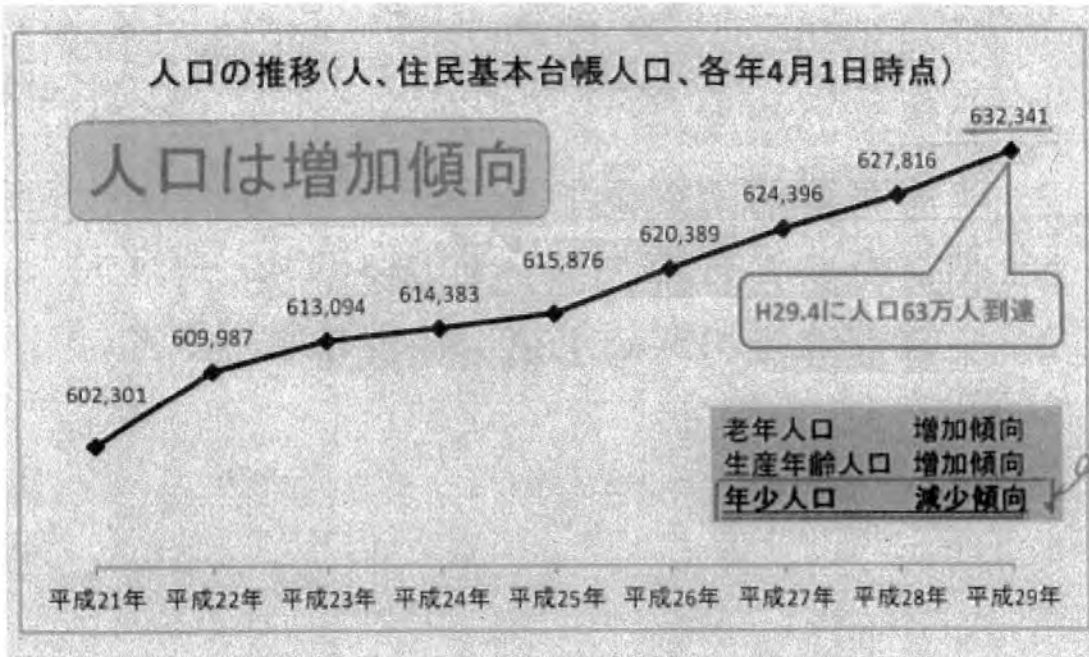 人口の推移(人、住民基本台帳人口、各年4月1日時点)
人口は増加傾向
632,341
627,816
624,396
620,389
615,876
614,383
613,094
609,987
602,301
H29.4に人口63万人到達
老年人口 増加傾向
生産年齢人口 増加傾向
年少人口 減少傾向
平成21年 平成22年 平成23年 平成24年 平成25年 平成26年 平成27年 平成28年 平成29年